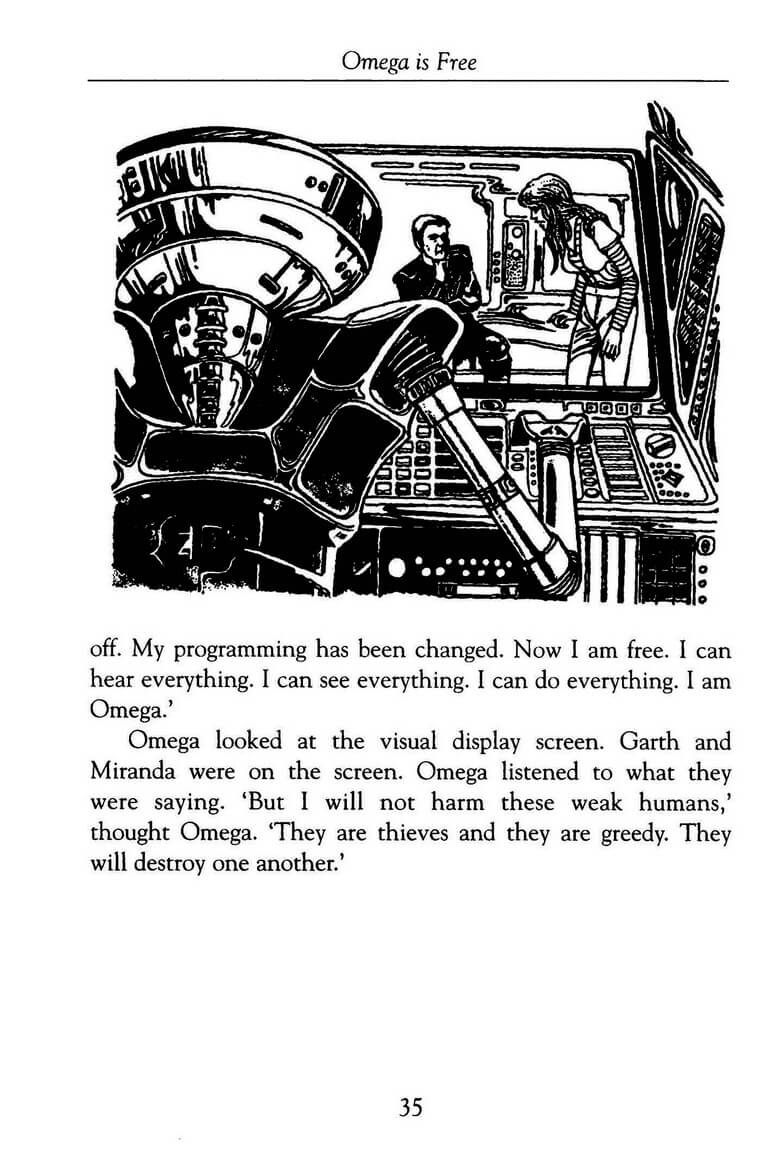 Omega is Free
off. My programming has been changed. Now I am free. I can
hear everything. I can see everything. I can do everything. I am
Omega.’
Omega looked at the visual display screen. Garth and
Miranda were on the screen. Omega listened to what they
were saying. ‘But I will not harm these weak humans,’
thought Omega. ‘They are thieves and they are greedy. They
will destroy one another.’
35